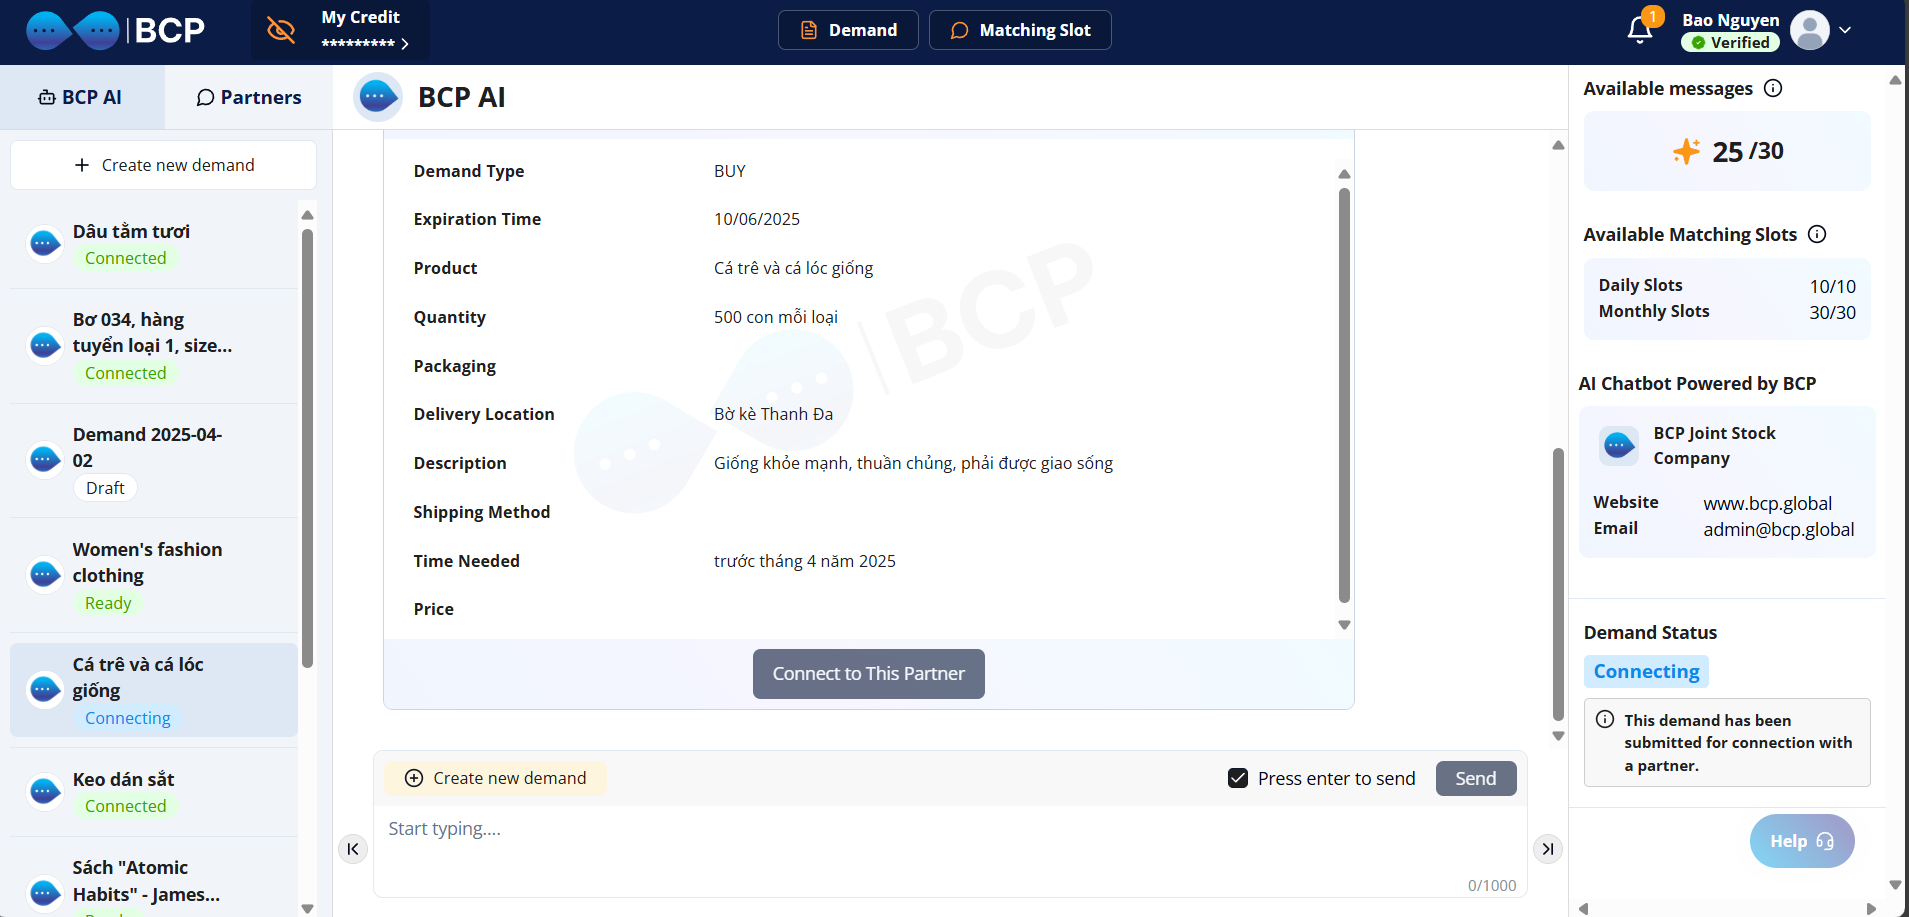 BCP
My Credit
********* >
Demand
Matching Slot
1
Bao Nguyen
Verified
BCP AI
Partners
Create new demand
Dâu tằm tươi
Connected
Bơ 034, hàng
tuyển loại 1, size...
Connected
Demand 2025-04-
02
Draft
Women's fashion
clothing
Ready
Cá trê và cá lóc
giống
Connecting
Keo dán sắt
Connected
Sách "Atomic
Habits" - James...
BCP AI
Demand Type BUY
Expiration Time 10/06/2025
Product Cá trê và cá lóc giống
Quantity 500 con mỗi loại
Packaging
Delivery Location Bờ kè Thanh Đa
Description Giống khỏe mạnh, thuần chủng, phải được giao sống
Shipping Method
Time Needed trước tháng 4 năm 2025
Price
BCP
Connect to This Partner
Create new demand
Press enter to send
Send
Start typing....
0/1000
Available messages
25 /30
Available Matching Slots
Daily Slots 10/10
Monthly Slots 30/30
AI Chatbot Powered by BCP
BCP Joint Stock
Company
Website www.bcp.global
Email admin@bcp.global
Demand Status
Connecting
This demand has been
submitted for connection with
a partner.
Help